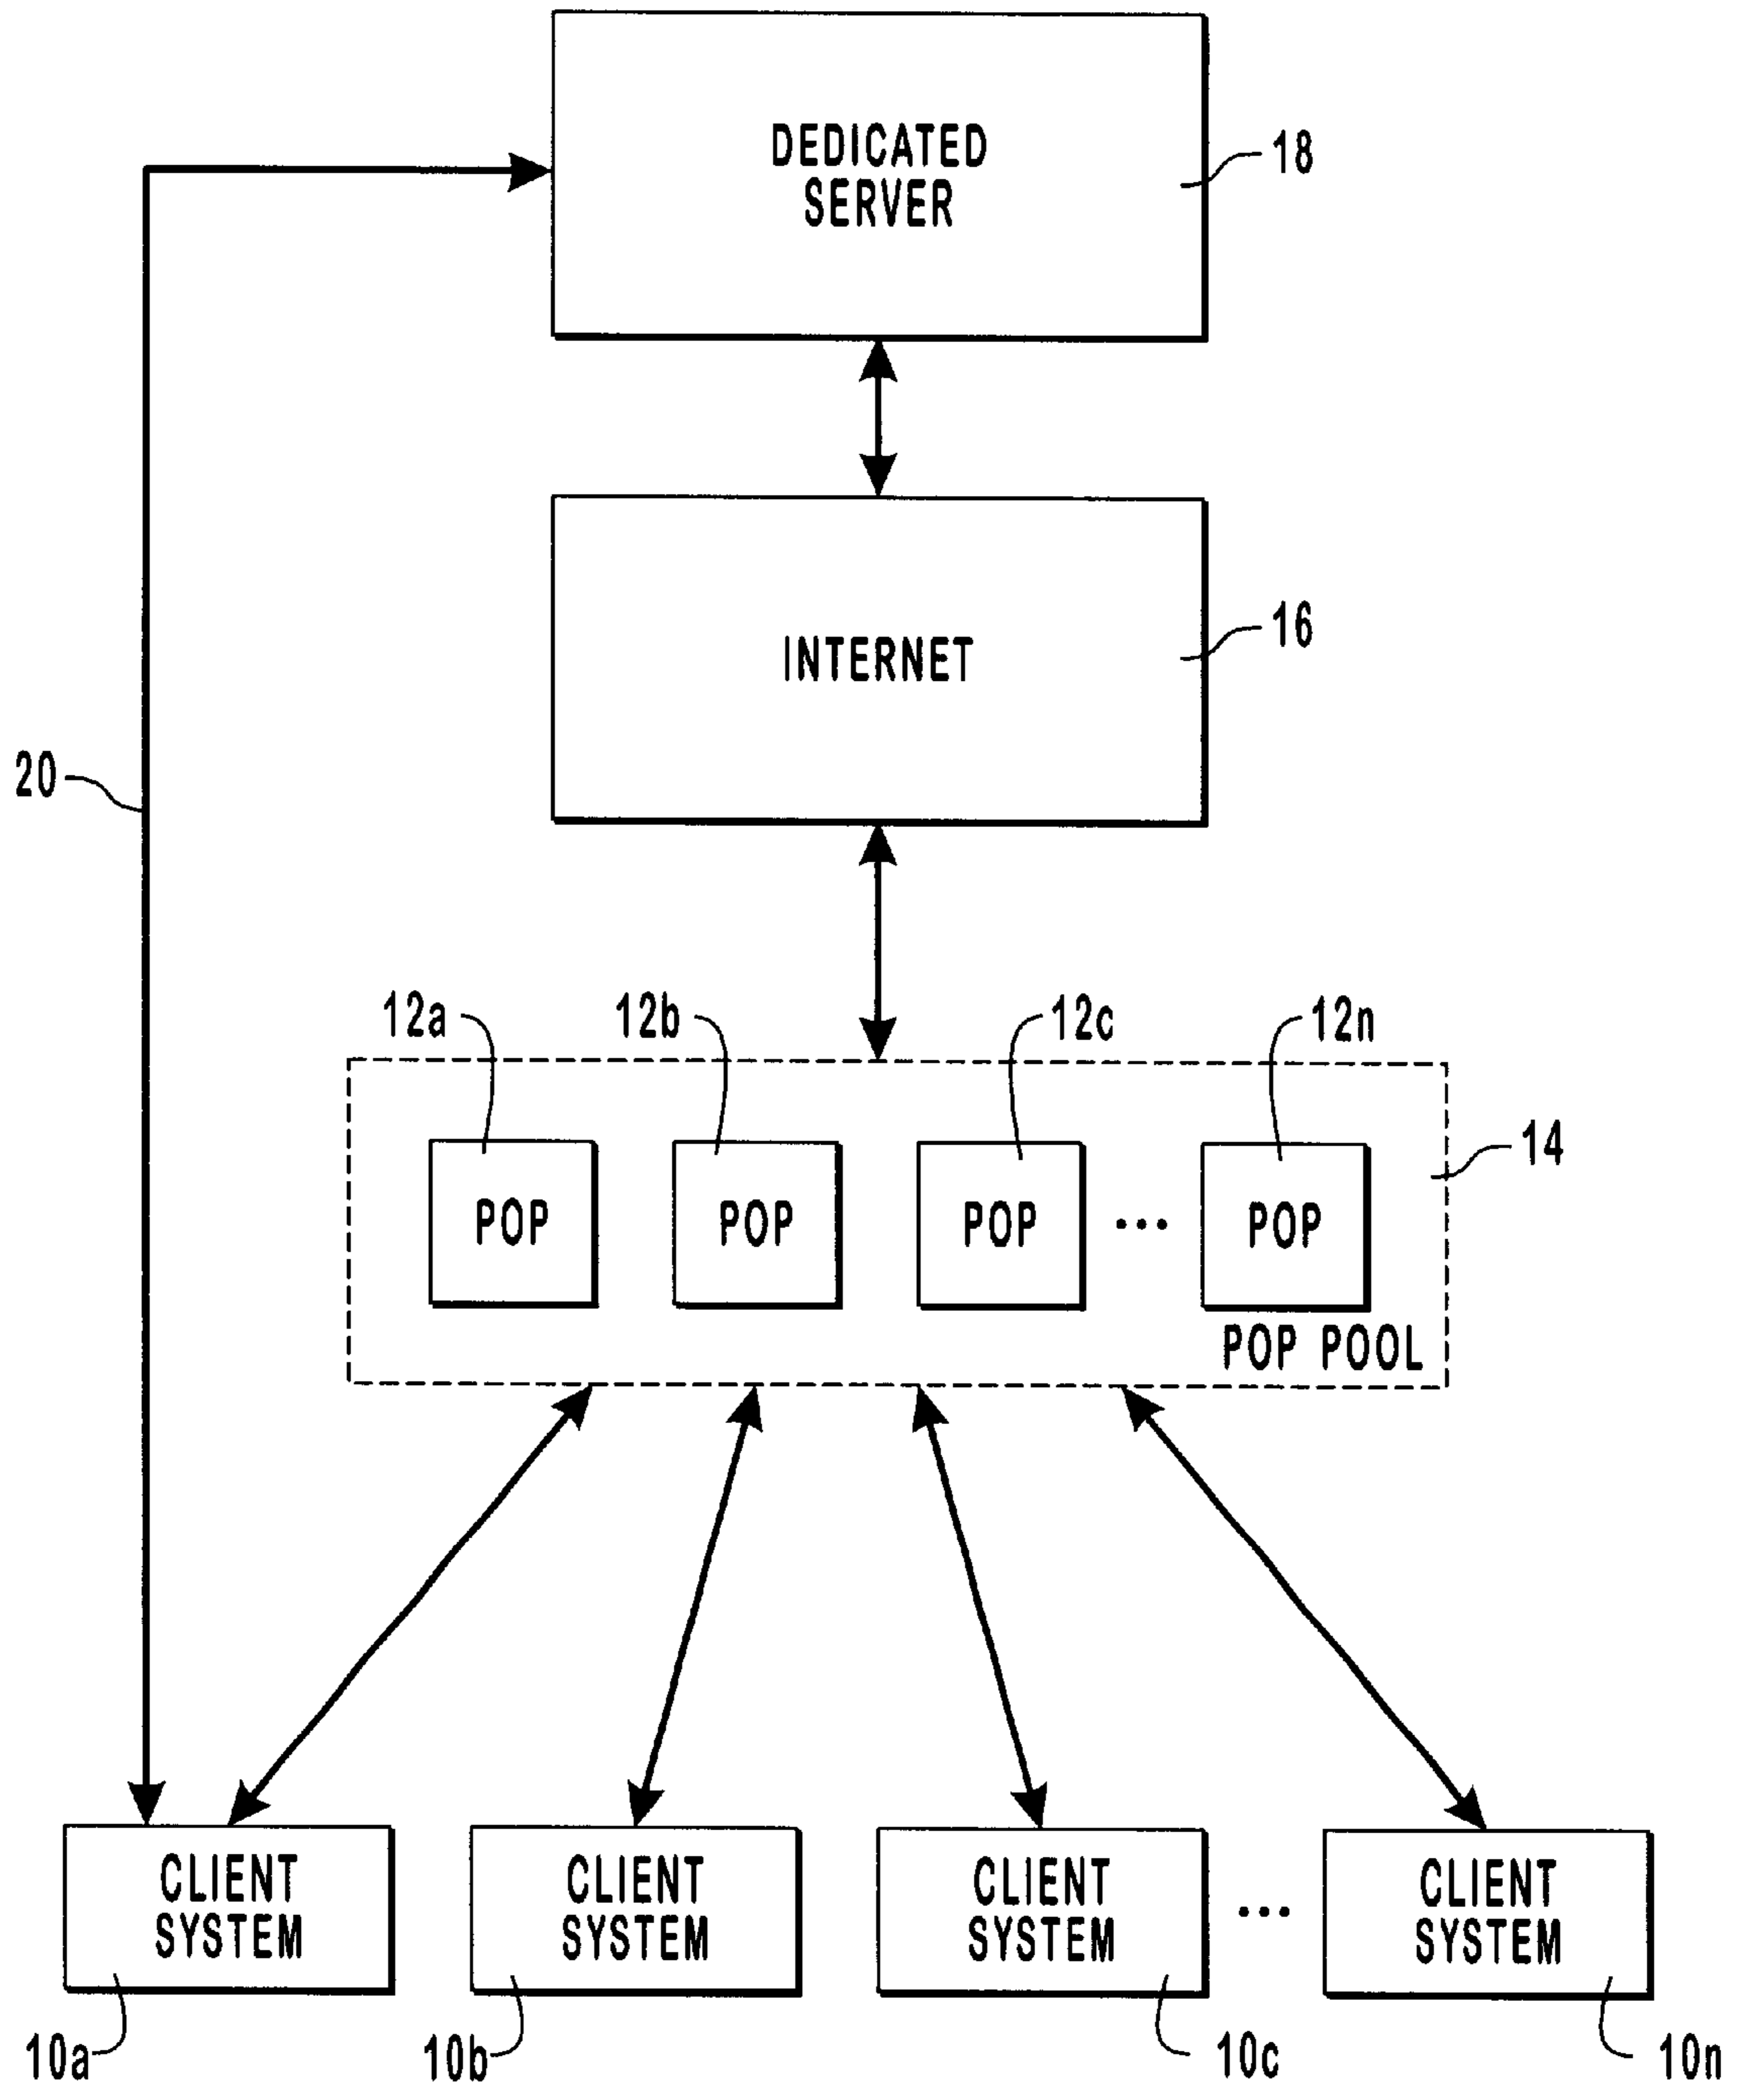 DEDICATED
SERVER
18
INTERNET
16
20
12a
12b
12c
12n
14
POP
POP
POP
...
POP
POP POOL
CLIENT
SYSTEM
CLIENT
SYSTEM
CLIENT
SYSTEM
...
CLIENT
SYSTEM
10a
10b
10c
10n